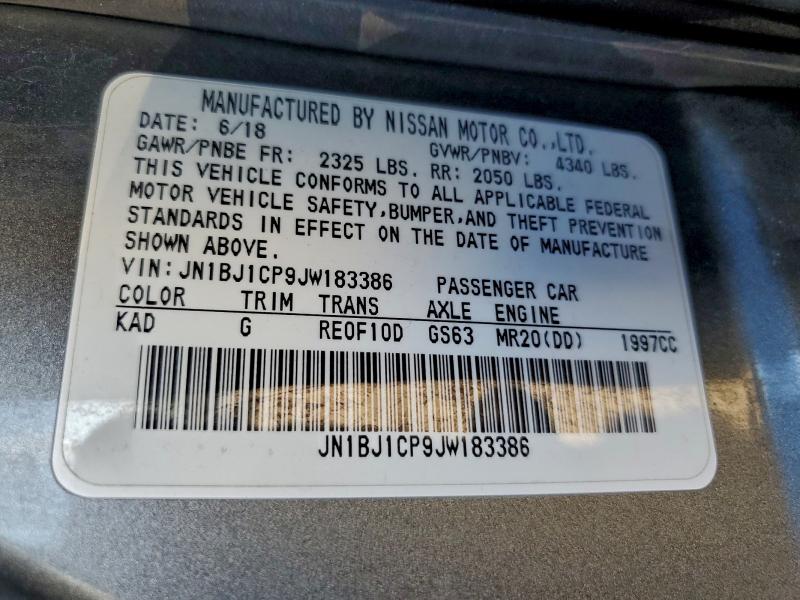 MANUFACTURED BY NISSAN MOTOR CO.,LTD.
DATE: 6/18 GVWR/PNBV: 4340 LBS.
GAWR/PNBE FR: 2325 LBS. RR: 2050 LBS.
THIS VEHICLE CONFORMS TO ALL APPLICABLE FEDERAL
MOTOR VEHICLE SAFETY,BUMPER,AND THEFT PREVENTION
STANDARDS IN EFFECT ON THE DATE OF MANUFACTURE
SHOWN ABOVE.
VIN:JN1BJ1CP9JW183386 PASSENGER CAR
COLOR TRIM TRANS AXLE ENGINE
KAD G RE0F10D GS63 MR20(DD) 1997CC
JN1BJ1CP9JW183386